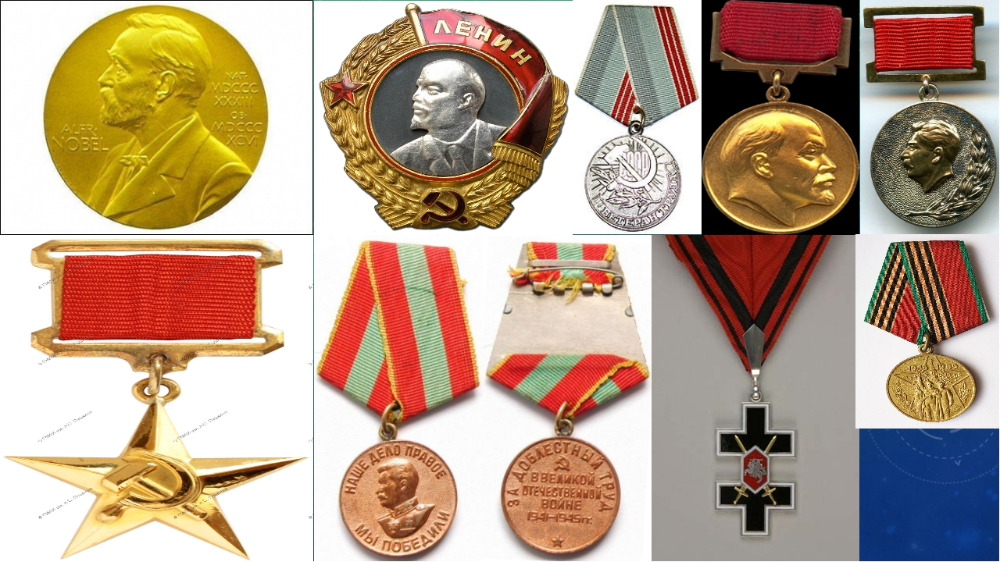 ALFR·
NOBEL
NAT·
MDCCC
XXXIII
OB·
MDCCC
XCVI
ЛЕНИН
СССР
ВЕТЕРАН ТРУДА
НАШЕ ДЕЛО ПРАВОЕ
МЫ ПОБЕДИЛИ
ЗА ДОБЛЕСТНЫЙ ТРУД
В ВЕЛИКОЙ
ОТЕЧЕСТВЕННОЙ
ВОЙНЕ
1941–1945 гг.